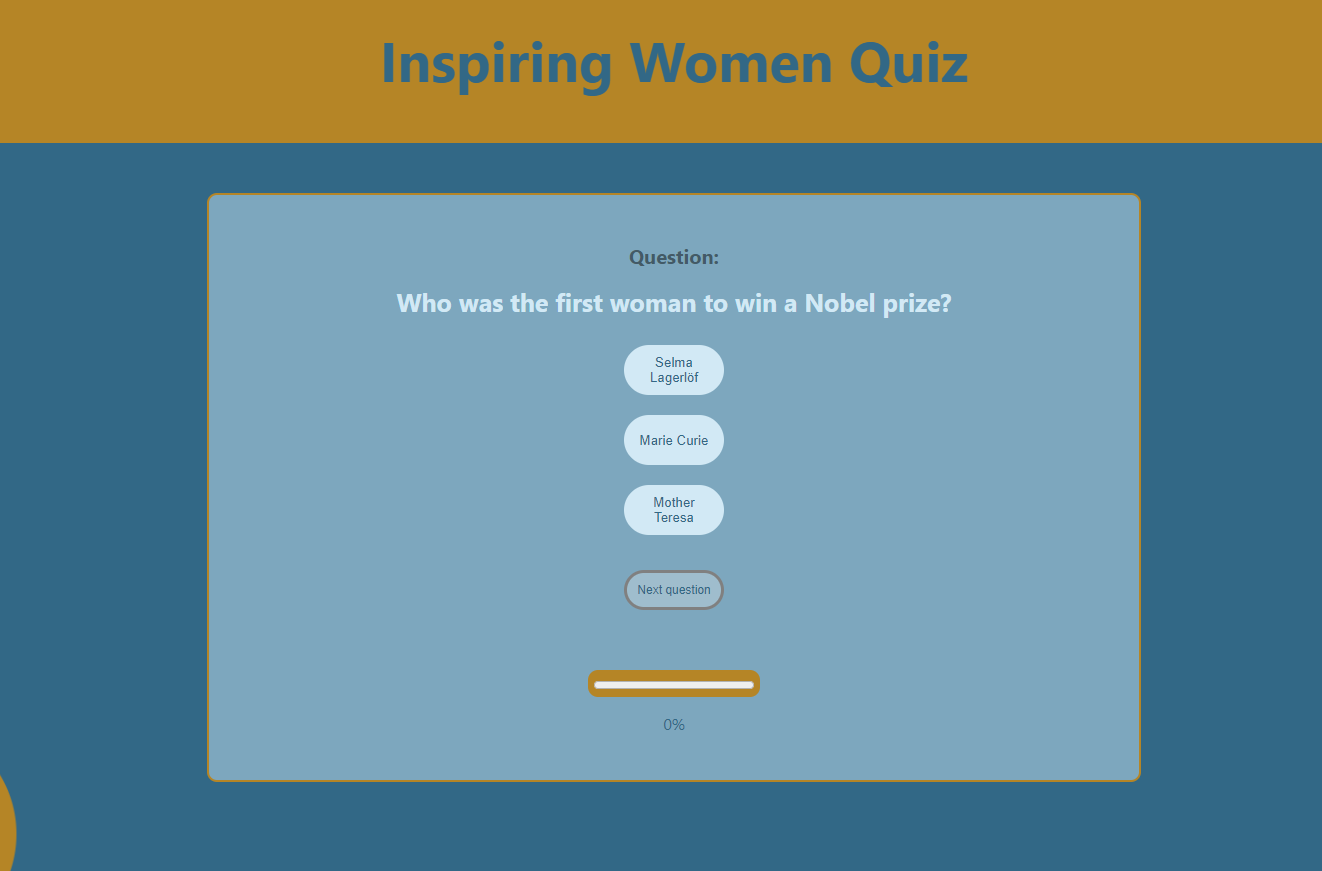 Inspiring Women Quiz
Question:
Who was the first woman to win a Nobel prize?
Selma
Lagerlöf
Marie Curie
Mother
Teresa
Next question
0%